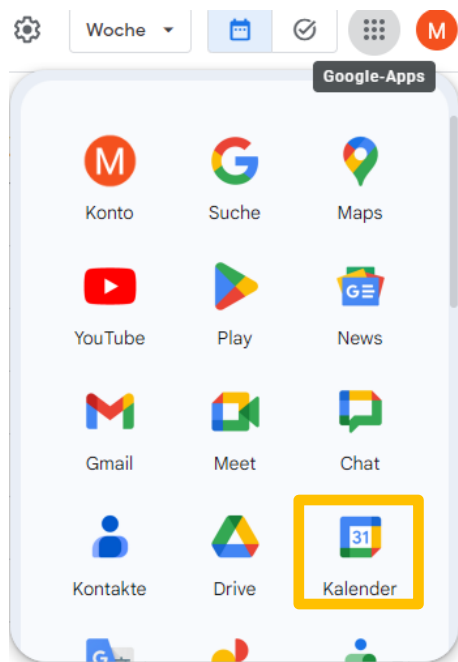 Woche
M
Google-Apps
M
Konto Suche Maps
G≡
YouTube Play News
Gmail Meet Chat
31
Kontakte Drive Kalender
G